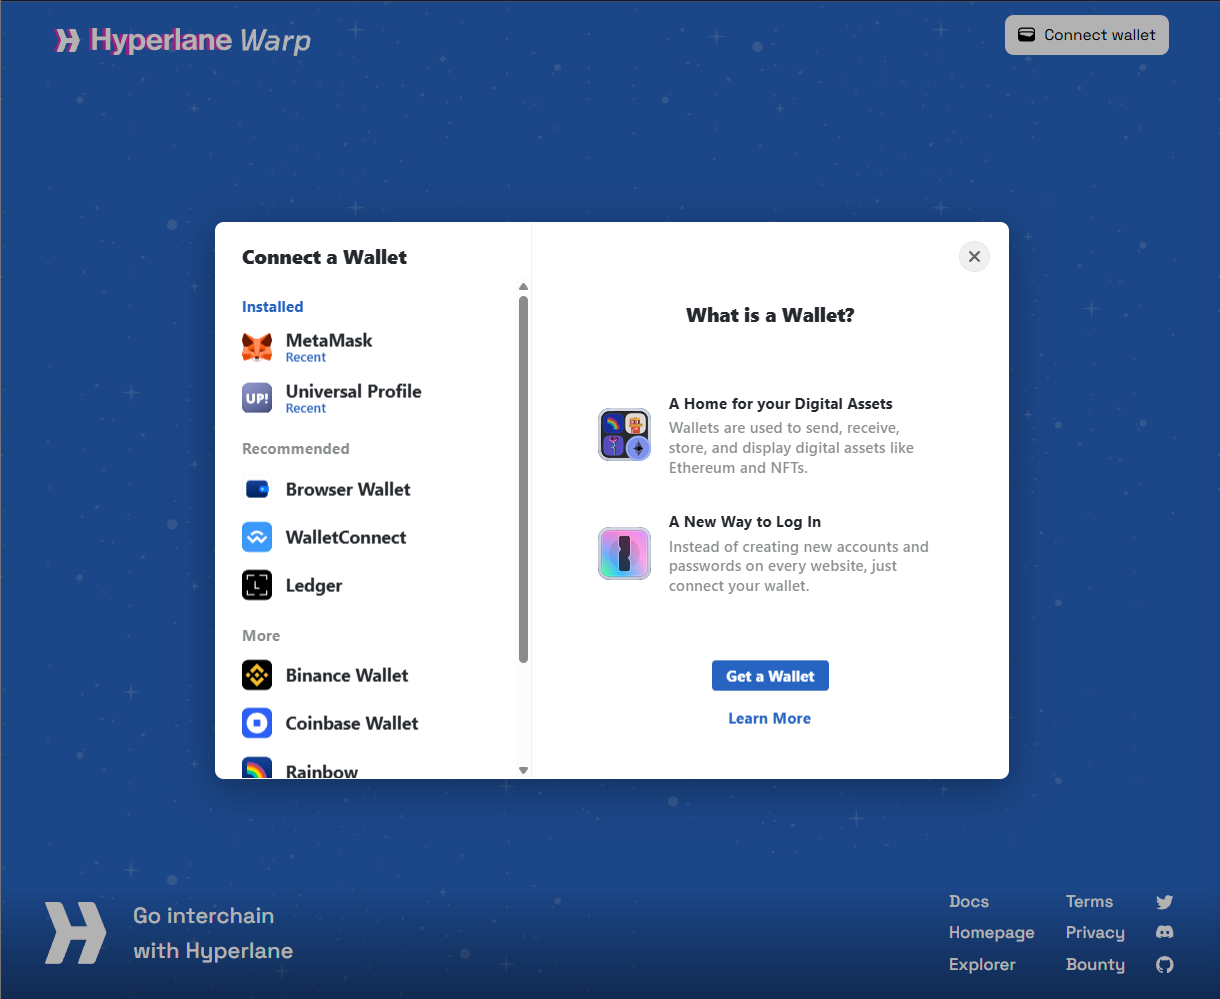 Hyperlane Warp
Connect wallet
Connect a Wallet
Installed
MetaMask
Recent
UP!
Universal Profile
Recent
Recommended
Browser Wallet
WalletConnect
Ledger
More
Binance Wallet
Coinbase Wallet
Rainbow
What is a Wallet?
A Home for your Digital Assets
Wallets are used to send, receive,
store, and display digital assets like
Ethereum and NFTs.
A New Way to Log In
Instead of creating new accounts and
passwords on every website, just
connect your wallet.
Get a Wallet
Learn More
Go interchain
with Hyperlane
Docs
Homepage
Explorer
Terms
Privacy
Bounty